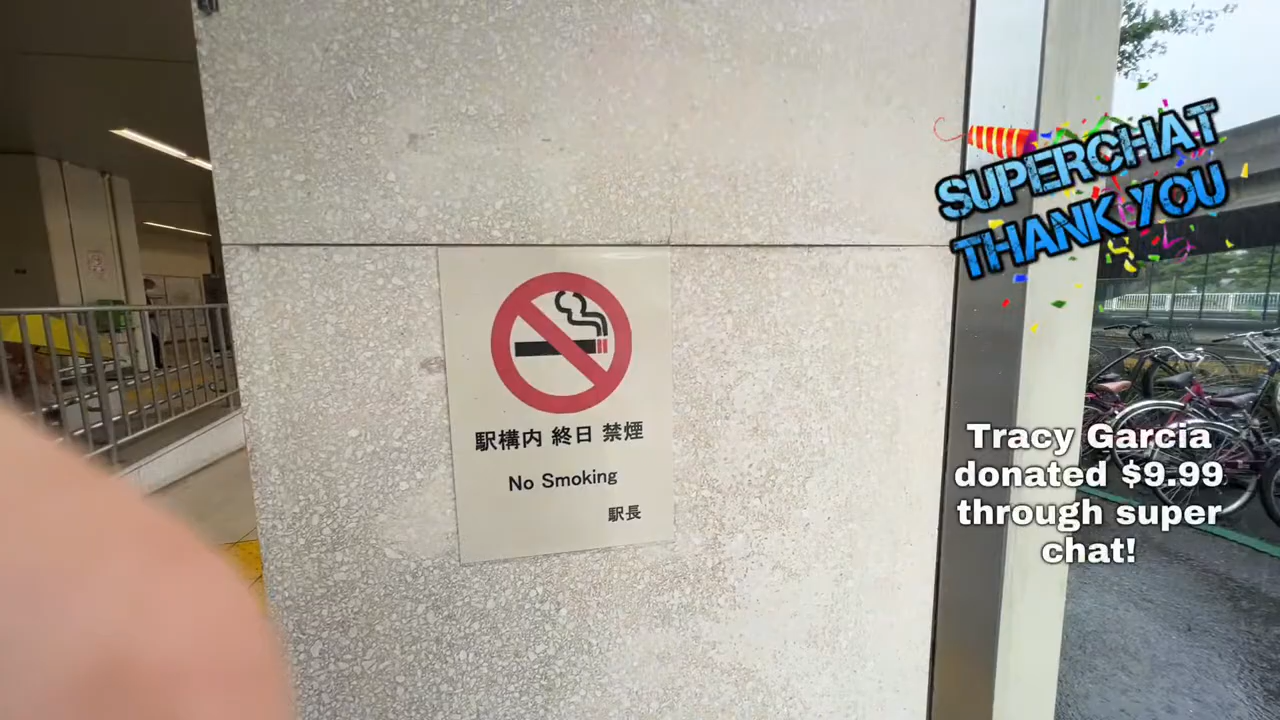 駅構内 終日 禁煙
No Smoking
駅長
SUPERCHAT
THANK YOU
Tracy Garcia
donated $9.99
through super
chat!